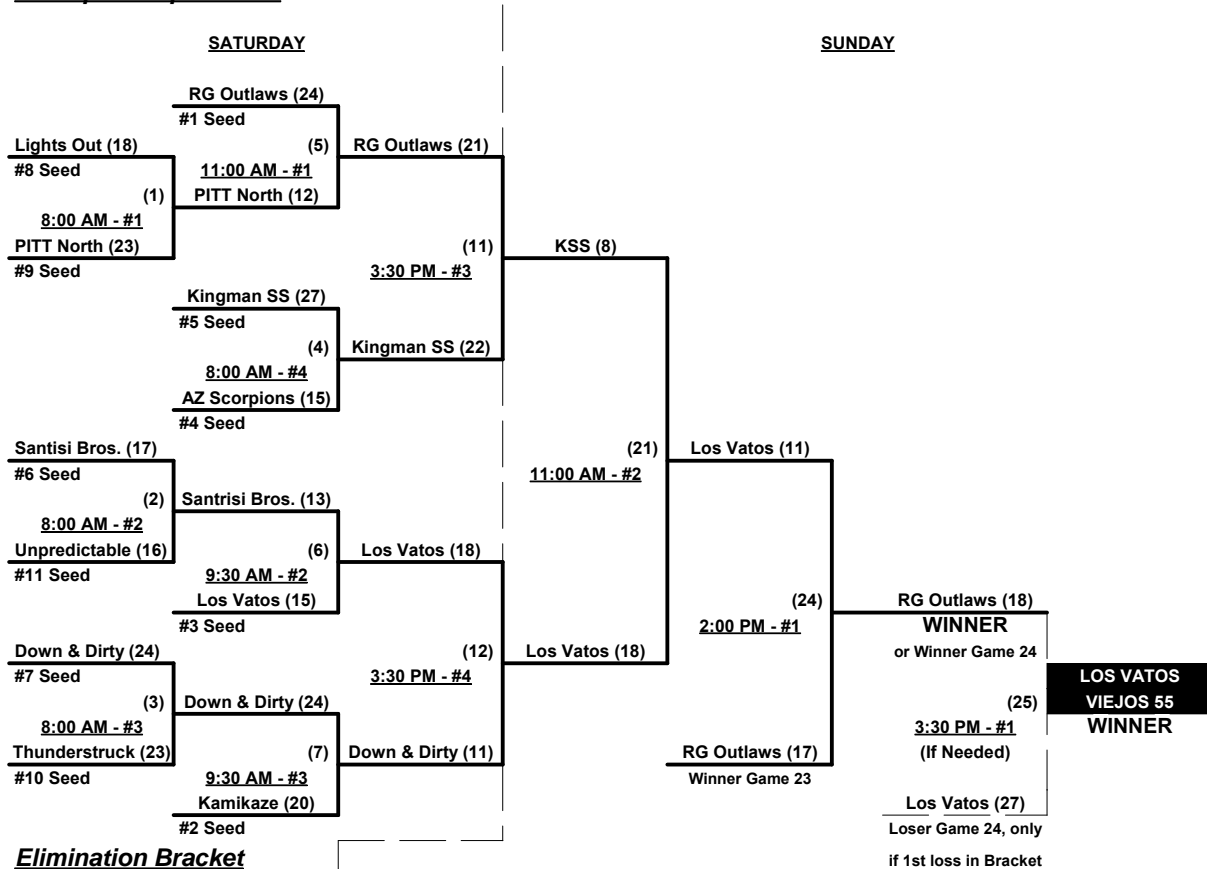 SATURDAY
SUNDAY
RG Outlaws (24)
#1 Seed
Lights Out (18)
(5)
RG Outlaws (21)
#8 Seed
11:00 AM - #1
(1)
PITT North (12)
8:00 AM - #1
PITT North (23)
(11)
KSS (8)
#9 Seed
3:30 PM - #3
Kingman SS (27)
#5 Seed
(4)
Kingman SS (22)
8:00 AM - #4
AZ Scorpions (15)
#4 Seed
Santisi Bros. (17)
(21)
Los Vatos (11)
#6 Seed
11:00 AM - #2
(2)
Santrisi Bros. (13)
8:00 AM - #2
Unpredictable (16)
(6)
Los Vatos (18)
#11 Seed
9:30 AM - #2
Los Vatos (15)
(24)
RG Outlaws (18)
#3 Seed
2:00 PM - #1
WINNER
Down & Dirty (24)
(12)
Los Vatos (18)
or Winner Game 24
#7 Seed
3:30 PM - #4
LOS VATOS
(3)
Down & Dirty (24)
(25)
VIEJOS 55
8:00 AM - #3
3:30 PM - #1
WINNER
Thunderstruck (23)
(7)
Down & Dirty (11)
RG Outlaws (17)
(If Needed)
#10 Seed
9:30 AM - #3
Winner Game 23
Kamikaze (20)
Los Vatos (27)
#2 Seed
Loser Game 24, only
Elimination Bracket
if 1st loss in Bracket